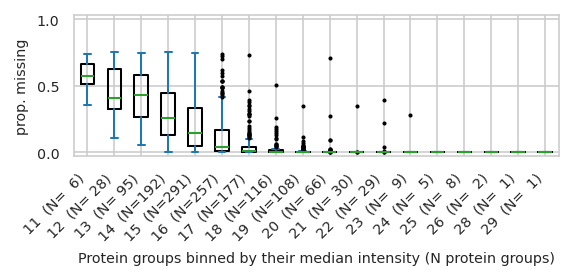 prop. missing
1.0
0.5
0.0
11 (N= 6)
12 (N= 28)
13 (N= 95)
14 (N=192)
15 (N=291)
16 (N=257)
17 (N=177)
18 (N=116)
19 (N=108)
20 (N= 66)
21 (N= 30)
22 (N= 29)
23 (N= 9)
24 (N= 5)
25 (N= 8)
26 (N= 2)
28 (N= 1)
29 (N= 1)
Protein groups binned by their median intensity (N protein groups)